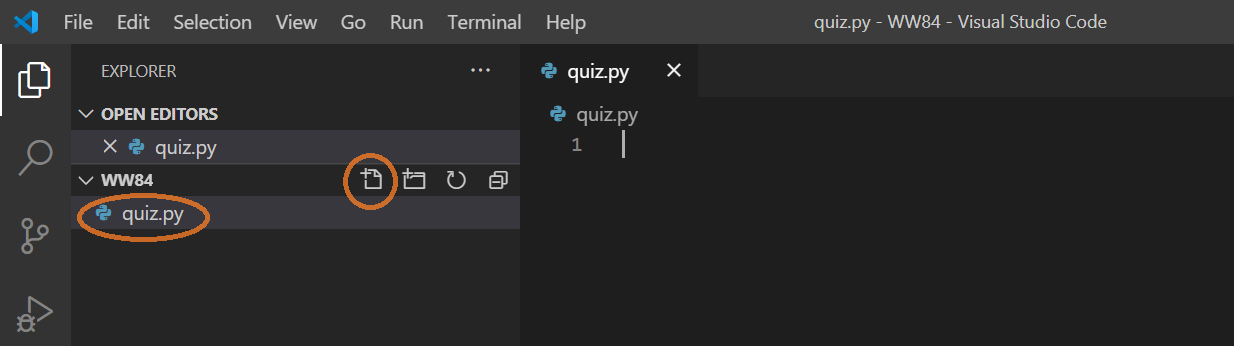 File Edit Selection View Go Run Terminal Help quiz.py - WW84 - Visual Studio Code
EXPLORER
OPEN EDITORS
quiz.py
WW84
quiz.py
quiz.py
quiz.py
1